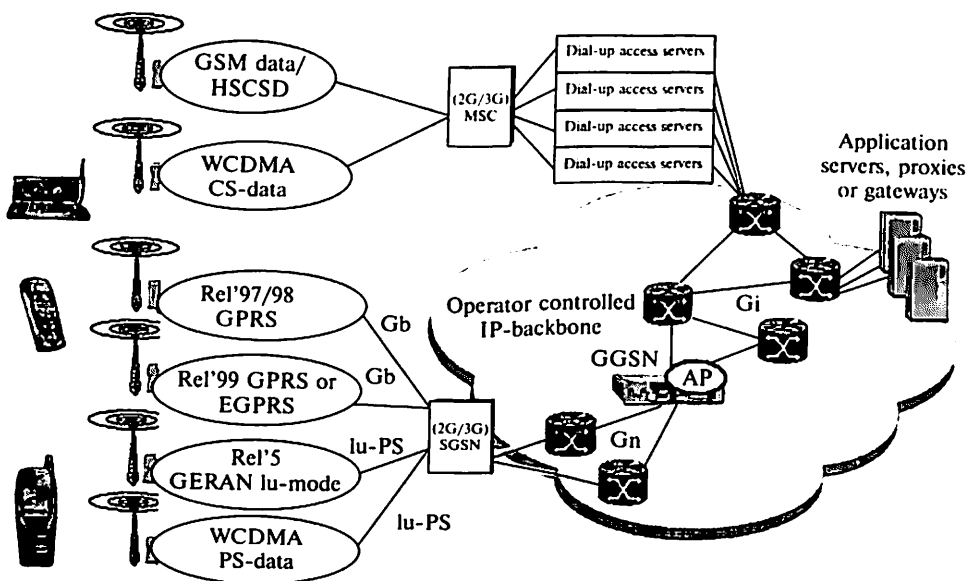 GSM data/
HSCSD
(2G/3G)
MSC
Dial-up access servers
Dial-up access servers
Dial-up access servers
Dial-up access servers
WCDMA
CS-data
Application
servers, proxies
or gateways
Rel'97/98
GPRS
Gb
Operator controlled
IP-backbone
Gi
GGSN
AP
Rel'99 GPRS or
EGPRS
Gb
(2G/3G)
SGSN
Gn
Rel'5
GERAN lu-mode
lu-PS
lu-PS
WCDMA
PS-data